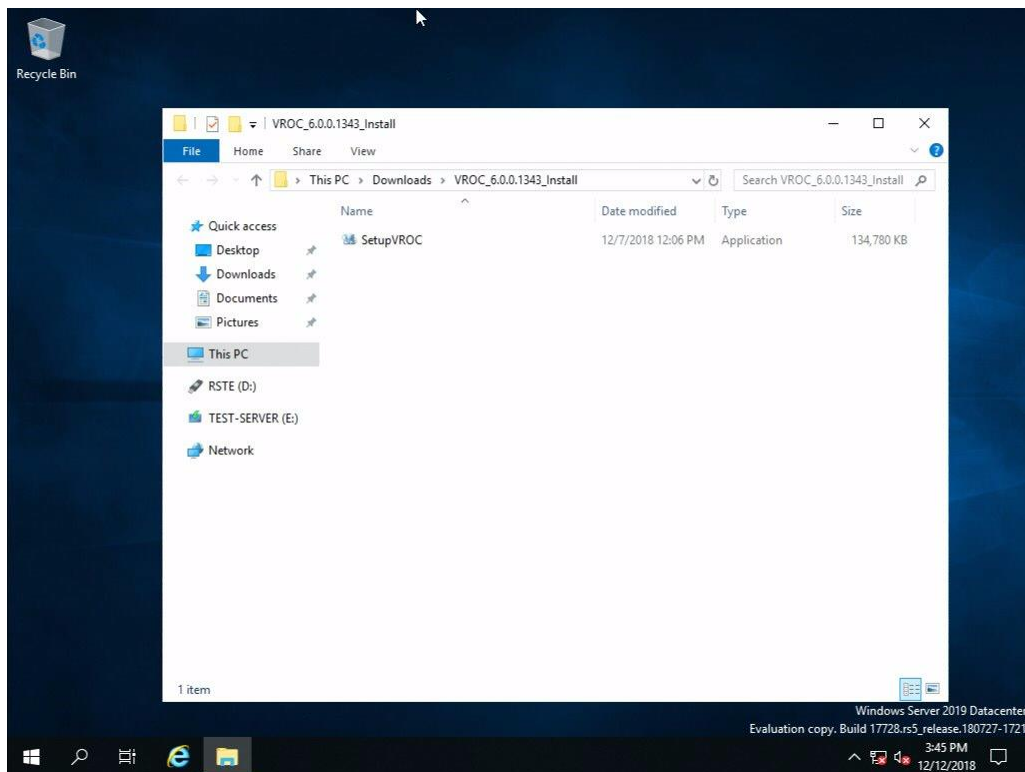 Recycle Bin
VROC_6.0.0.1343_Install
File Home Share View
This PC Downloads VROC_6.0.0.1343_Install Search VROC_6.0.0.1343_Install
Name Date modified Type Size
SetupVROC 12/7/2018 12:06 PM Application 134,780 KB
Quick access
Desktop
Downloads
Documents
Pictures
This PC
RSTE (D:)
TEST-SERVER (E:)
Network
1 item
Windows Server 2019 Datacenter
Evaluation copy. Build 17728.rs5_release.180727-1721
3:45 PM
12/12/2018